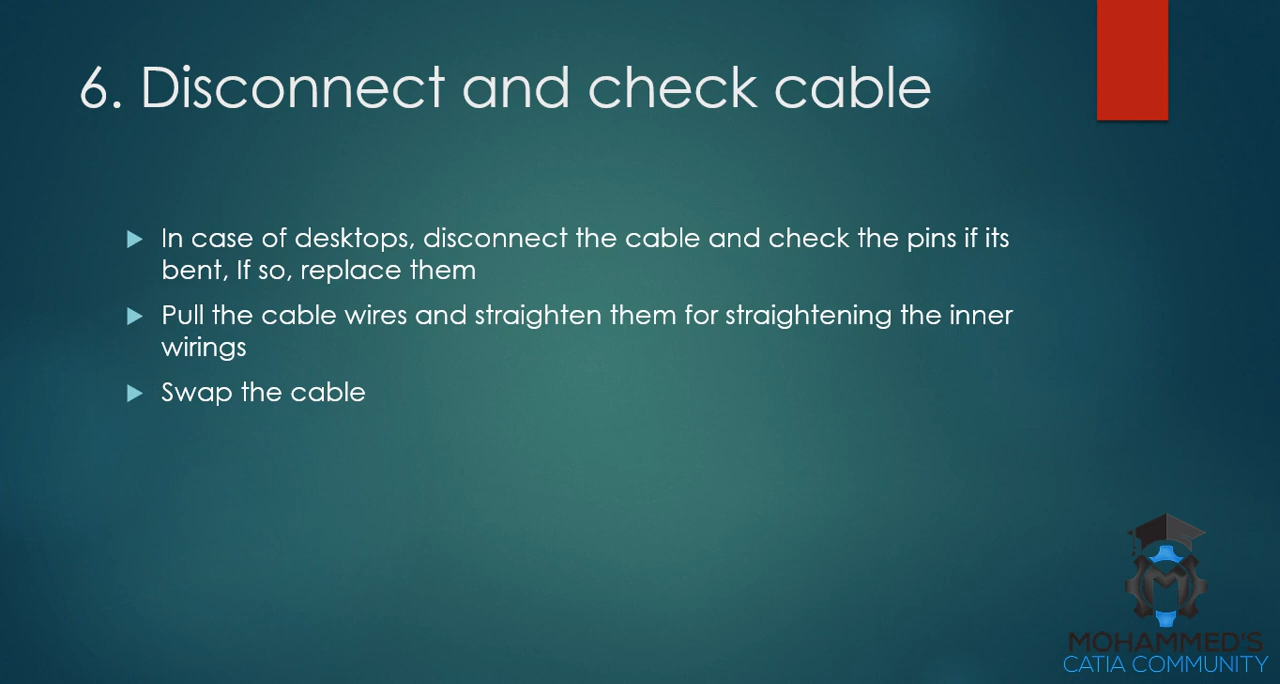 6. Disconnect and check cable
In case of desktops, disconnect the cable and check the pins if its
bent, If so, replace them
Pull the cable wires and straighten them for straightening the inner
wirings
Swap the cable
MOHAMMED'S
CATIA COMMUNITY